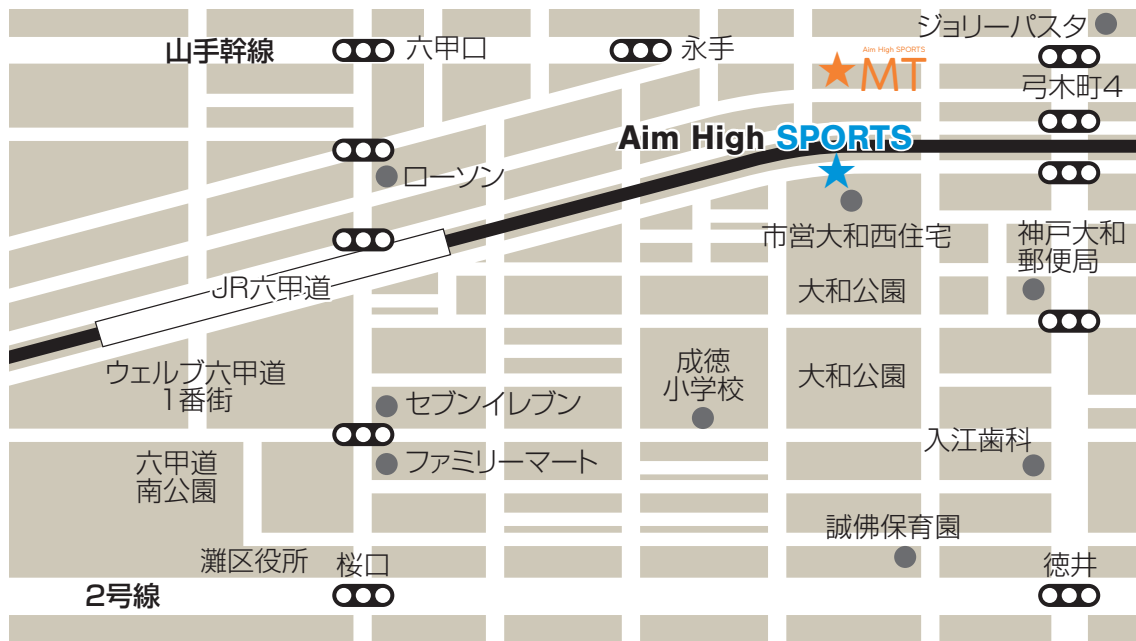 ジョリーパスタ
山手幹線
六甲口
永手
Aim High SPORTS
MT
弓木町4
Aim High SPORTS
ローソン
市営大和西住宅
神戸大和
郵便局
JR六甲道
大和公園
ウェルブ六甲道
1番街
成徳
小学校
大和公園
セブンイレブン
入江歯科
六甲道
南公園
ファミリーマート
誠佛保育園
灘区役所
桜口
徳井
2号線